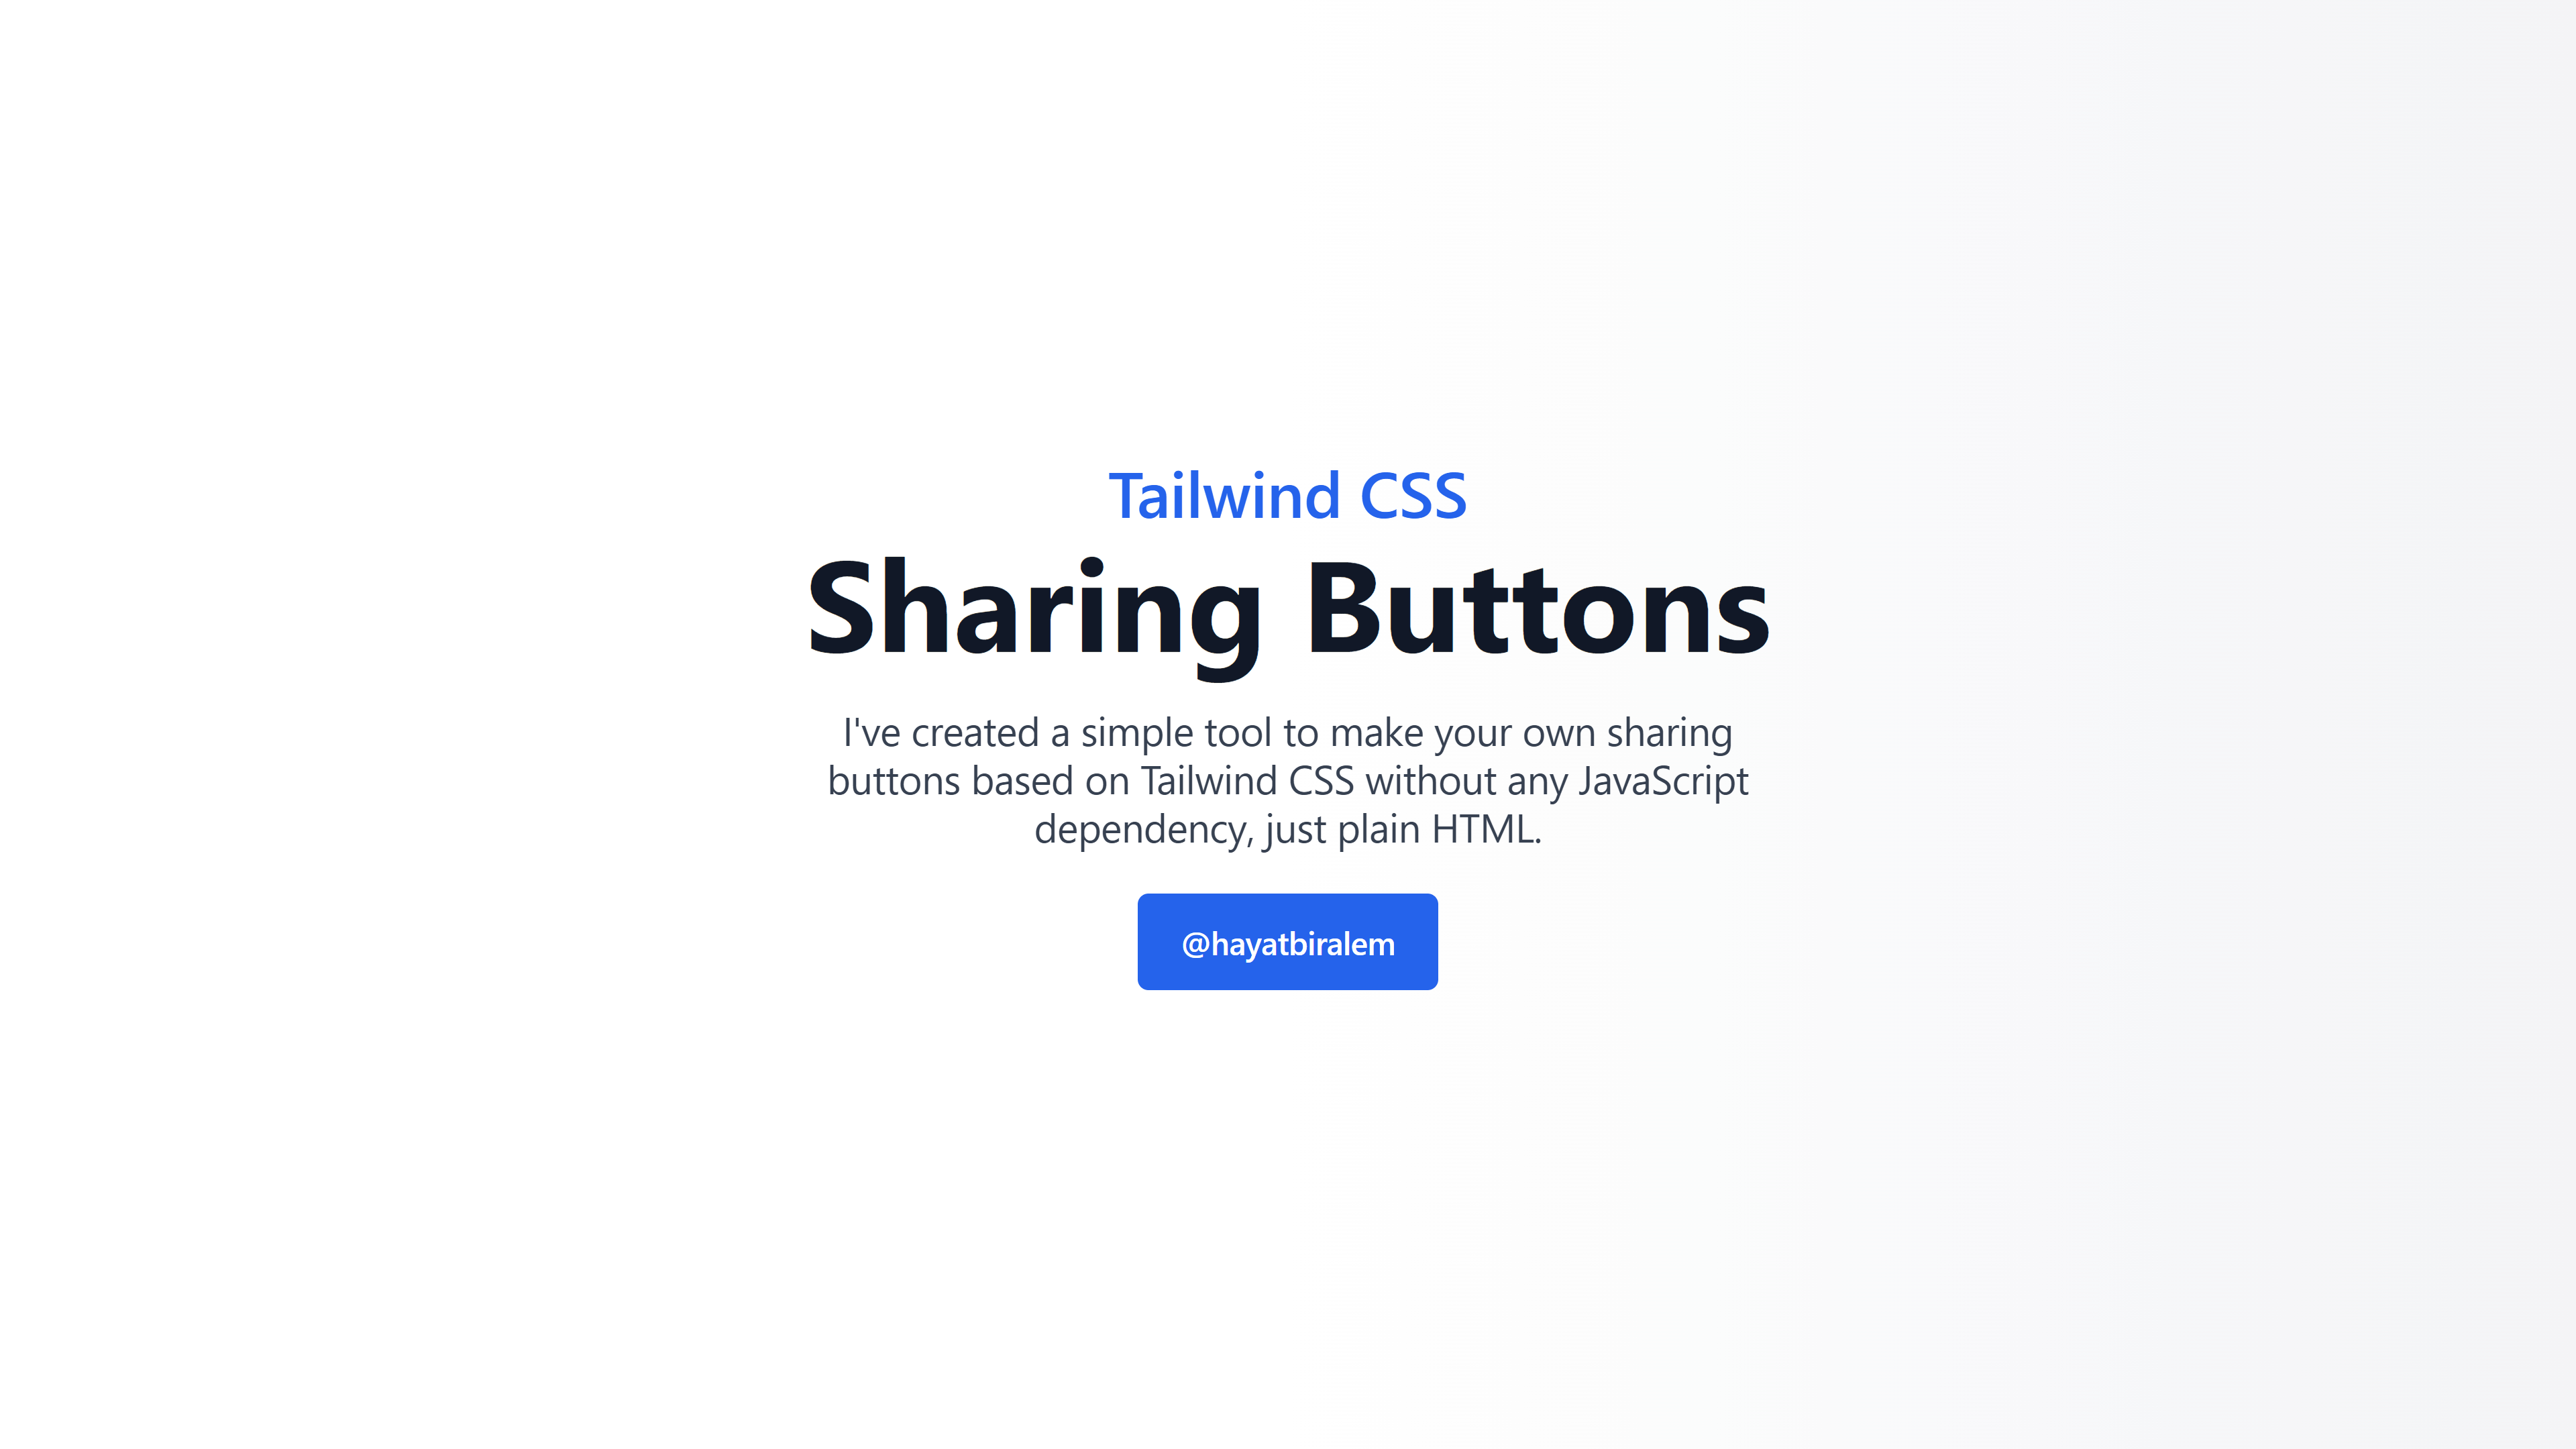 Tailwind CSS
Sharing Buttons
I've created a simple tool to make your own sharing
buttons based on Tailwind CSS without any JavaScript
dependency, just plain HTML.
@hayatbiralem